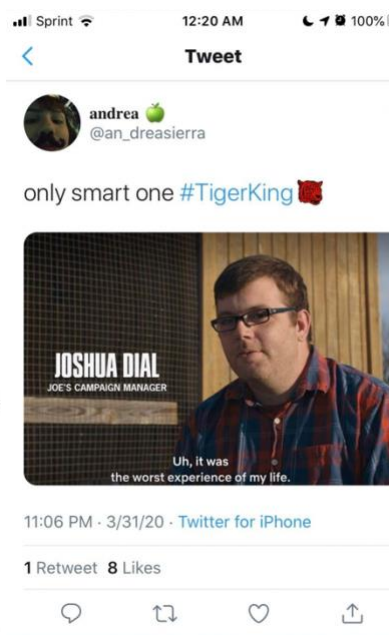 Sprint 12:20 AM 100%
Tweet
andrea
@an_dreasierra
only smart one #TigerKing
JOSHUA DIAL
JOE'S CAMPAIGN MANAGER
Uh, it was
the worst experience of my life.
11:06 PM · 3/31/20 · Twitter for iPhone
1 Retweet 8 Likes